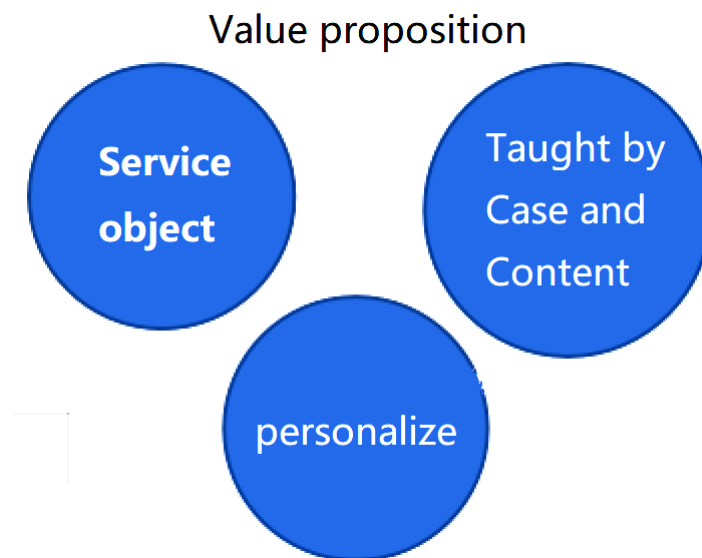 Value proposition
Service
object
Taught by
Case and
Content
personalize